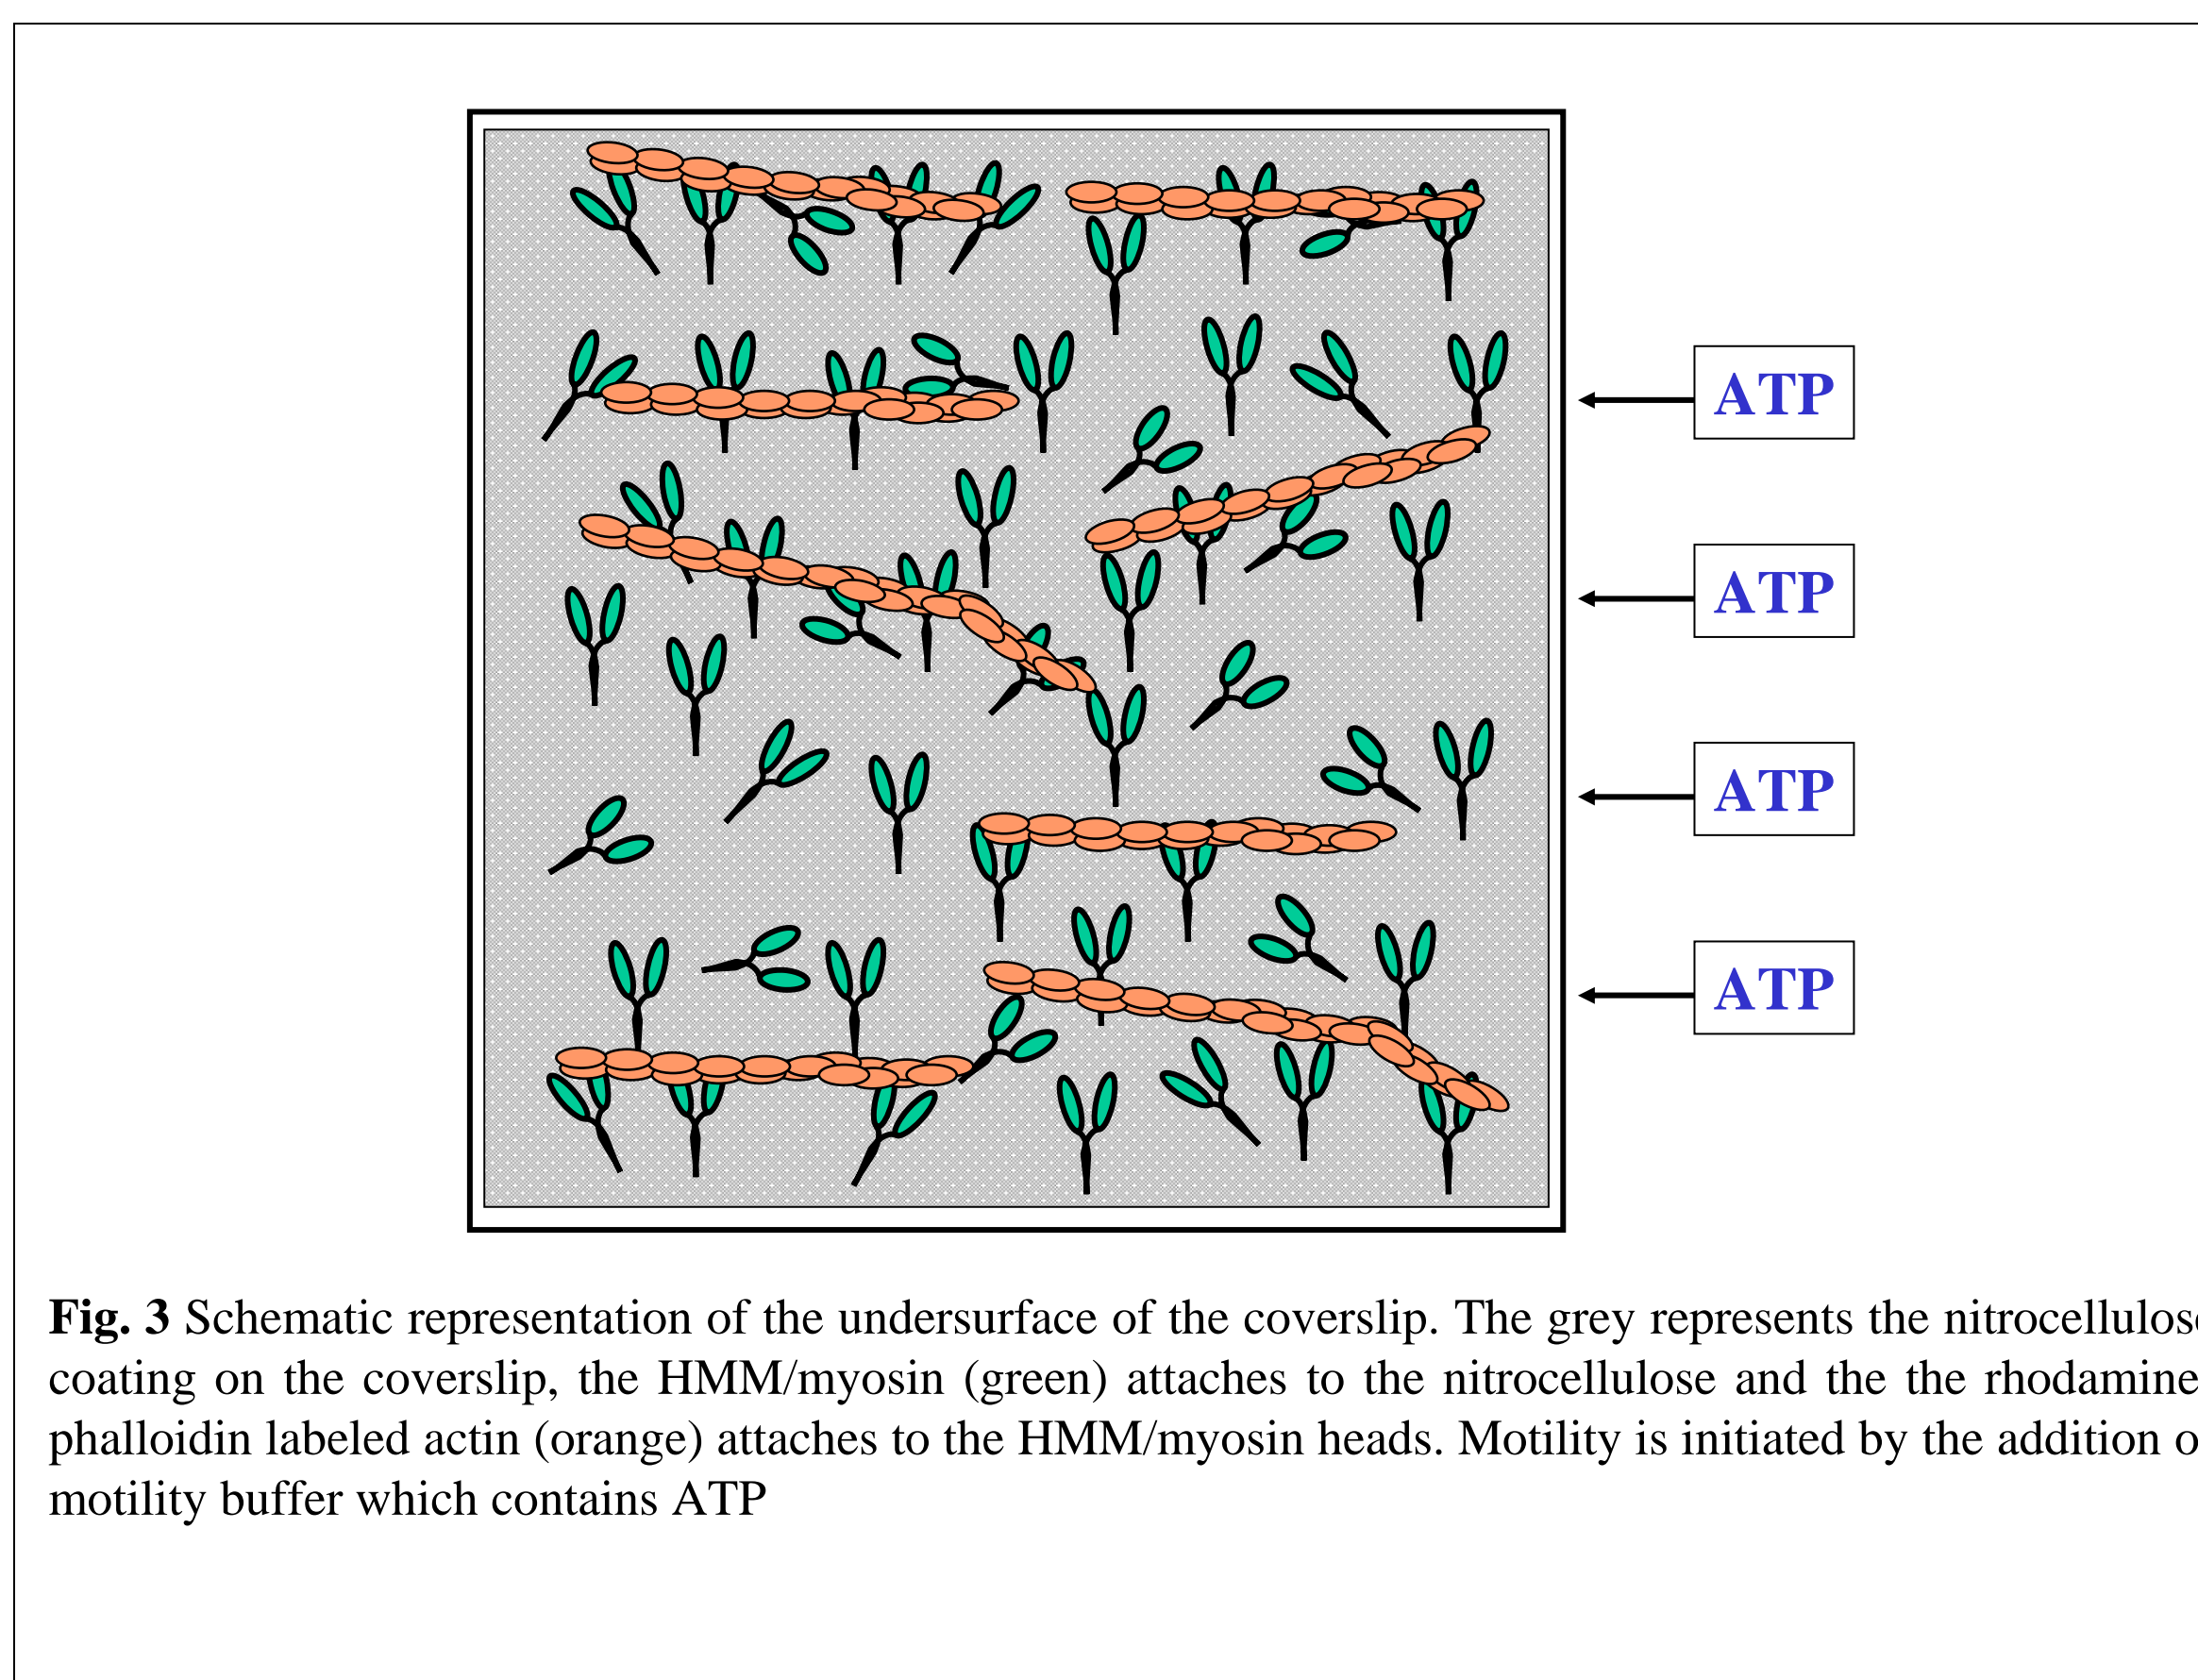 ATP
ATP
ATP
ATP
Fig. 3 Schematic representation of the undersurface of the coverslip. The grey represents the nitrocellulose
coating on the coverslip, the HMM/myosin (green) attaches to the nitrocellulose and the the rhodamine
phalloidin labeled actin (orange) attaches to the HMM/myosin heads. Motility is initiated by the addition o
motility buffer which contains ATP